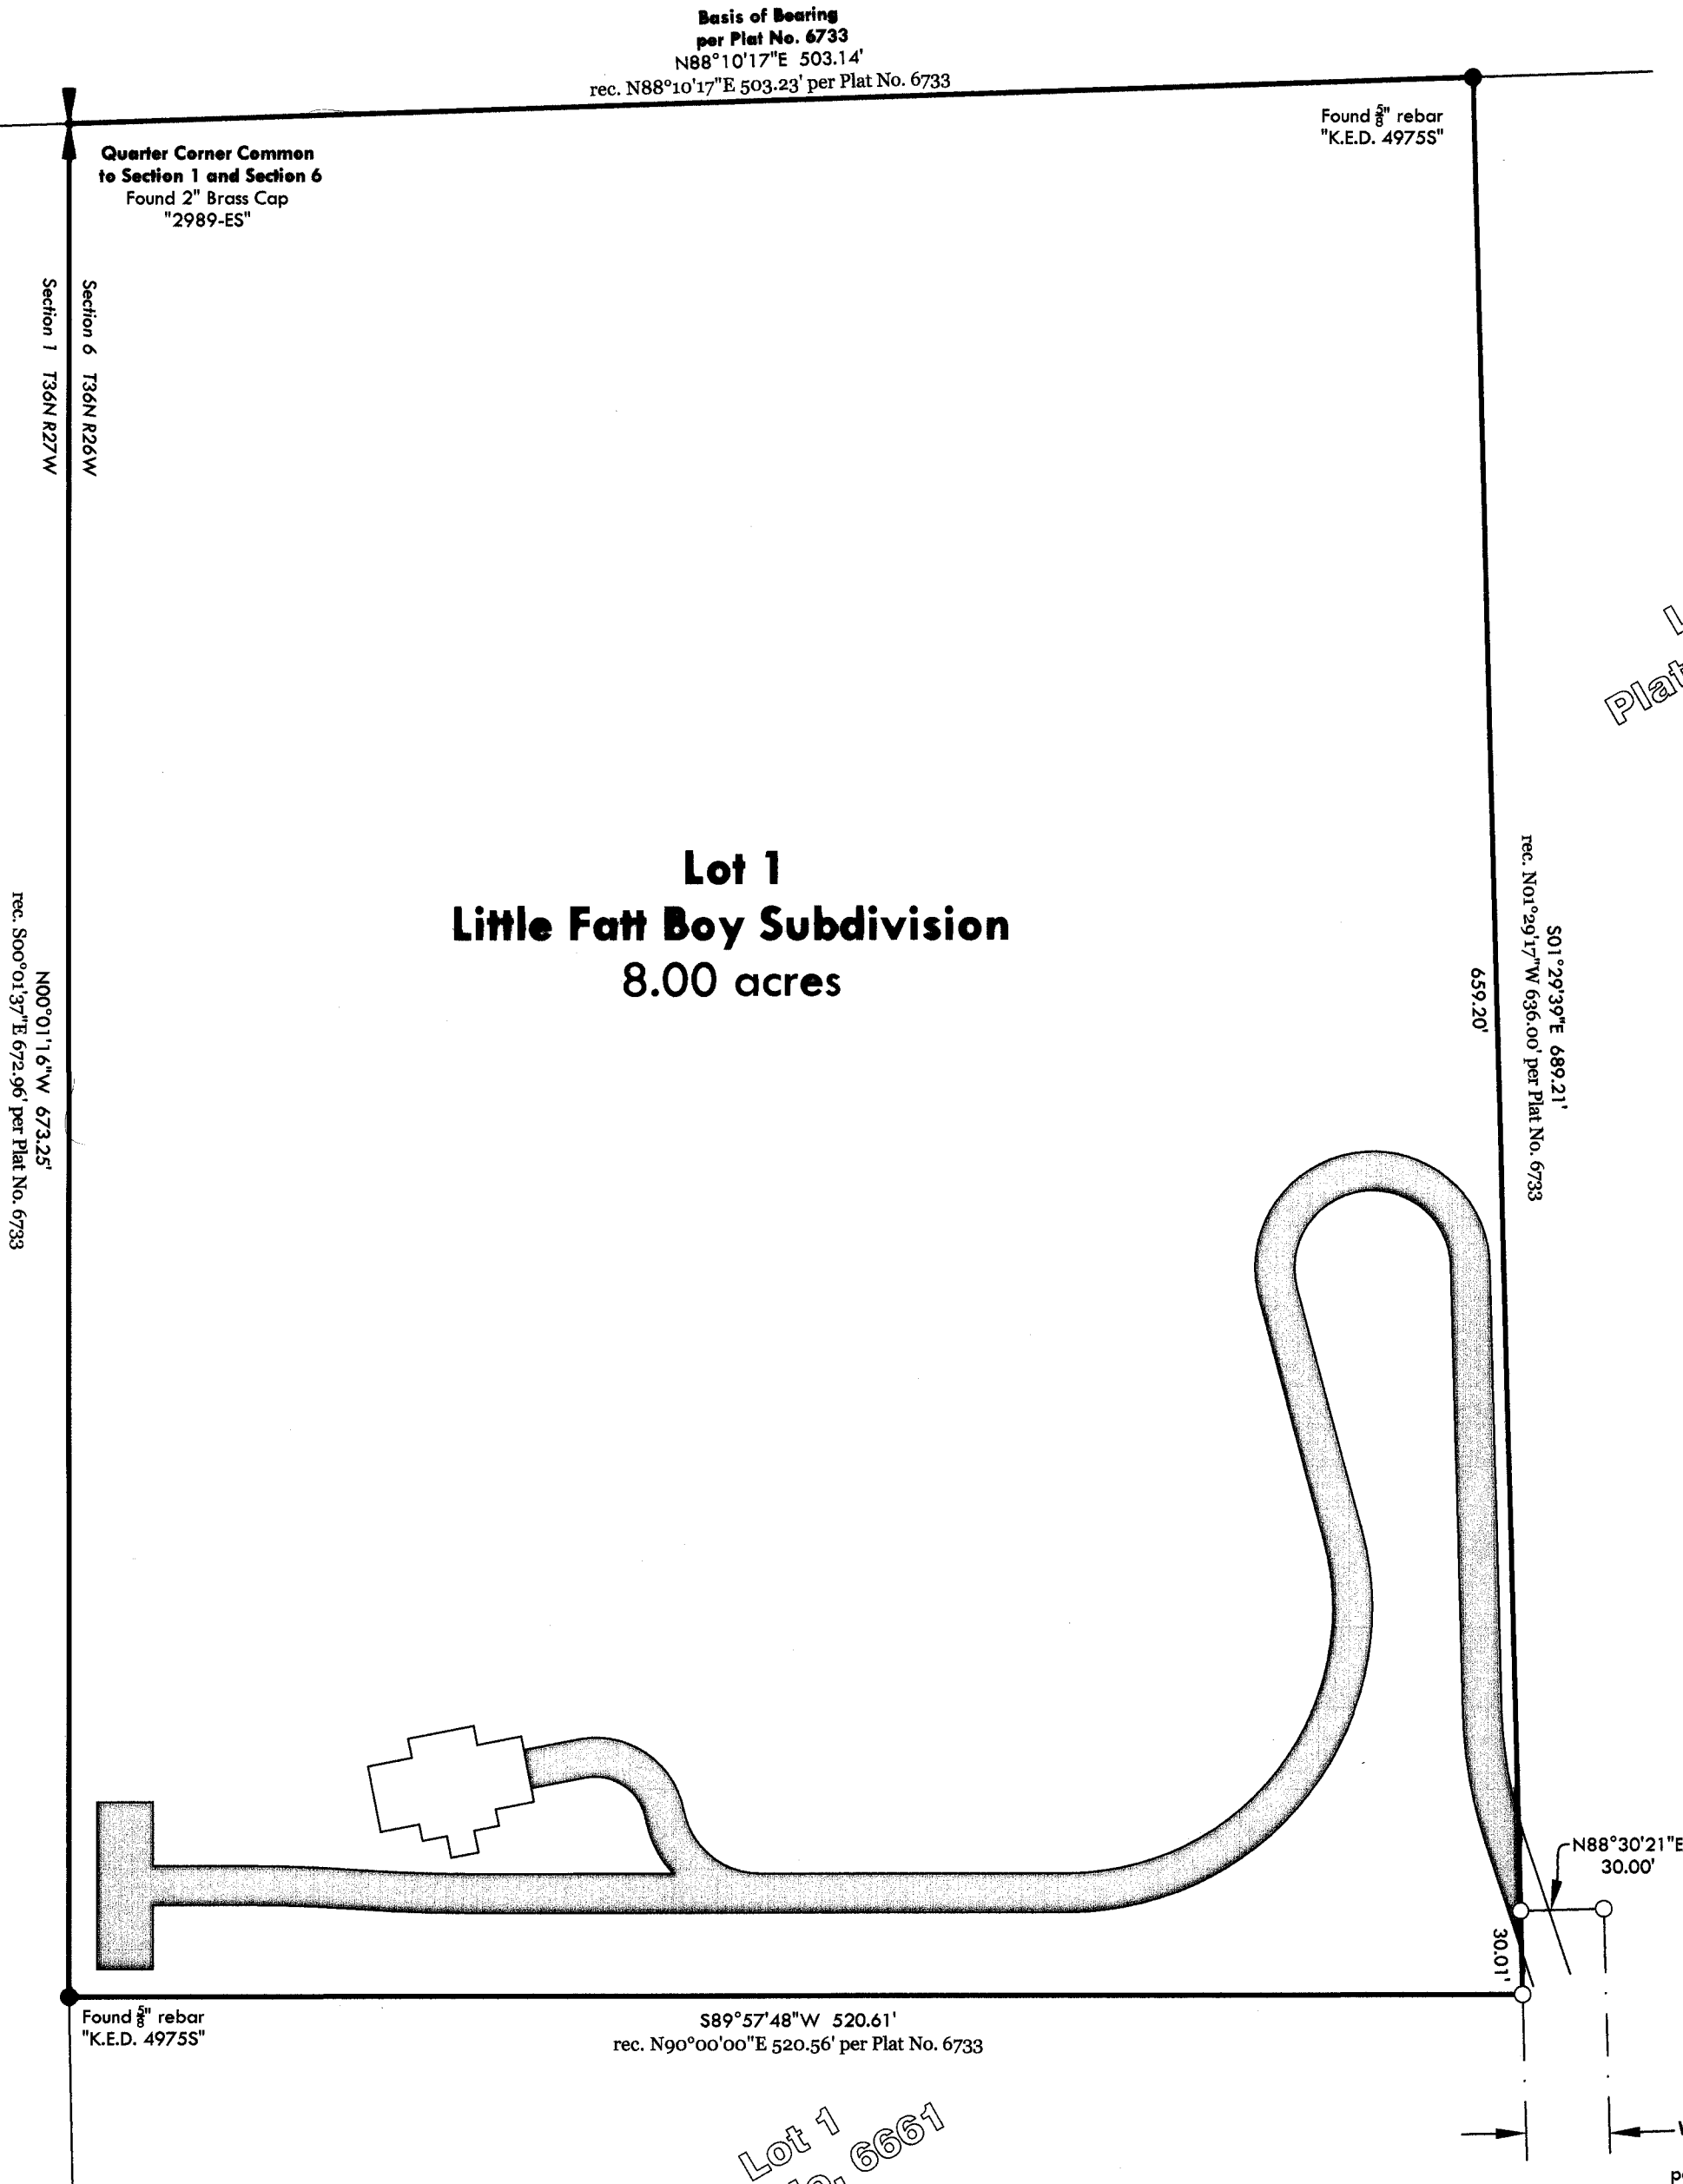 Basis of Bearing
per Plat No. 6733
N88°10'17"E 503.14'
rec. N88°10'17"E 503.23' per Plat No. 6733
Found 5/8" rebar
"K.E.D. 4975S"
Quarter Corner Common
to Section 1 and Section 6
Found 2" Brass Cap
"2989-ES"
Section 6 T36N R26W
Section 1 T36N R27W
Plat
Lot 1
Little Fatt Boy Subdivision
8.00 acres
S01°29'39"E 689.21'
rec. N01°29'17"W 636.00' per Plat No. 6733
659.20'
N00°01'16"W 673.25'
rec. S00°01'37"E 672.96' per Plat No. 6733
N88°30'21"E
30.00'
30.01'
Found 5/8" rebar
"K.E.D. 4975S"
S89°57'48"W 520.61'
rec. N90°00'00"E 520.56' per Plat No. 6733
Lot 1
6661